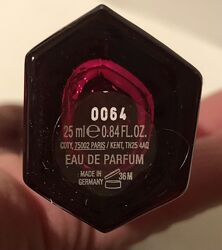 0064
25 ml ℮ 0.84 FL.OZ.
COTY, 75002 PARIS / KENT, TN25 4AQ
EAU DE PARFUM
MADE IN
GERMANY
36M